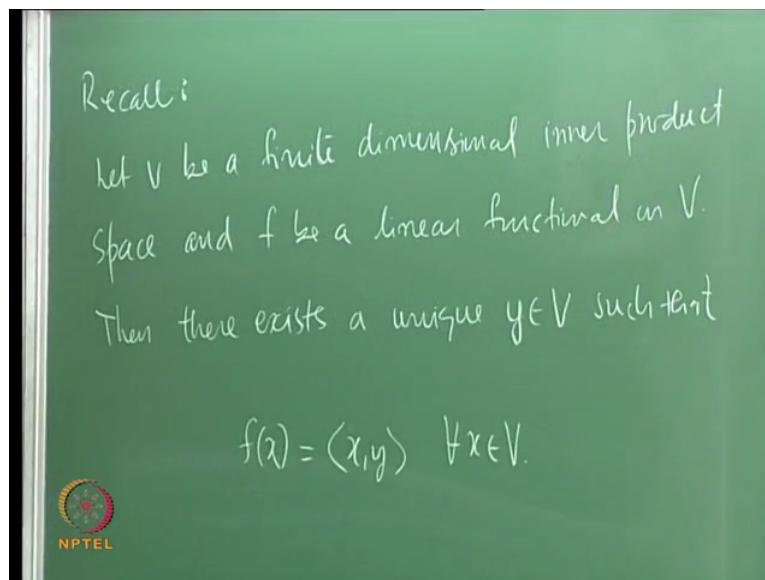 Recall:
Let V be a finite dimensional inner product
space and f be a linear functional on V.
Then there exists a unique y ∈ V such that
f(x) = ⟨x, y⟩ ∀ x ∈ V.
NPTEL